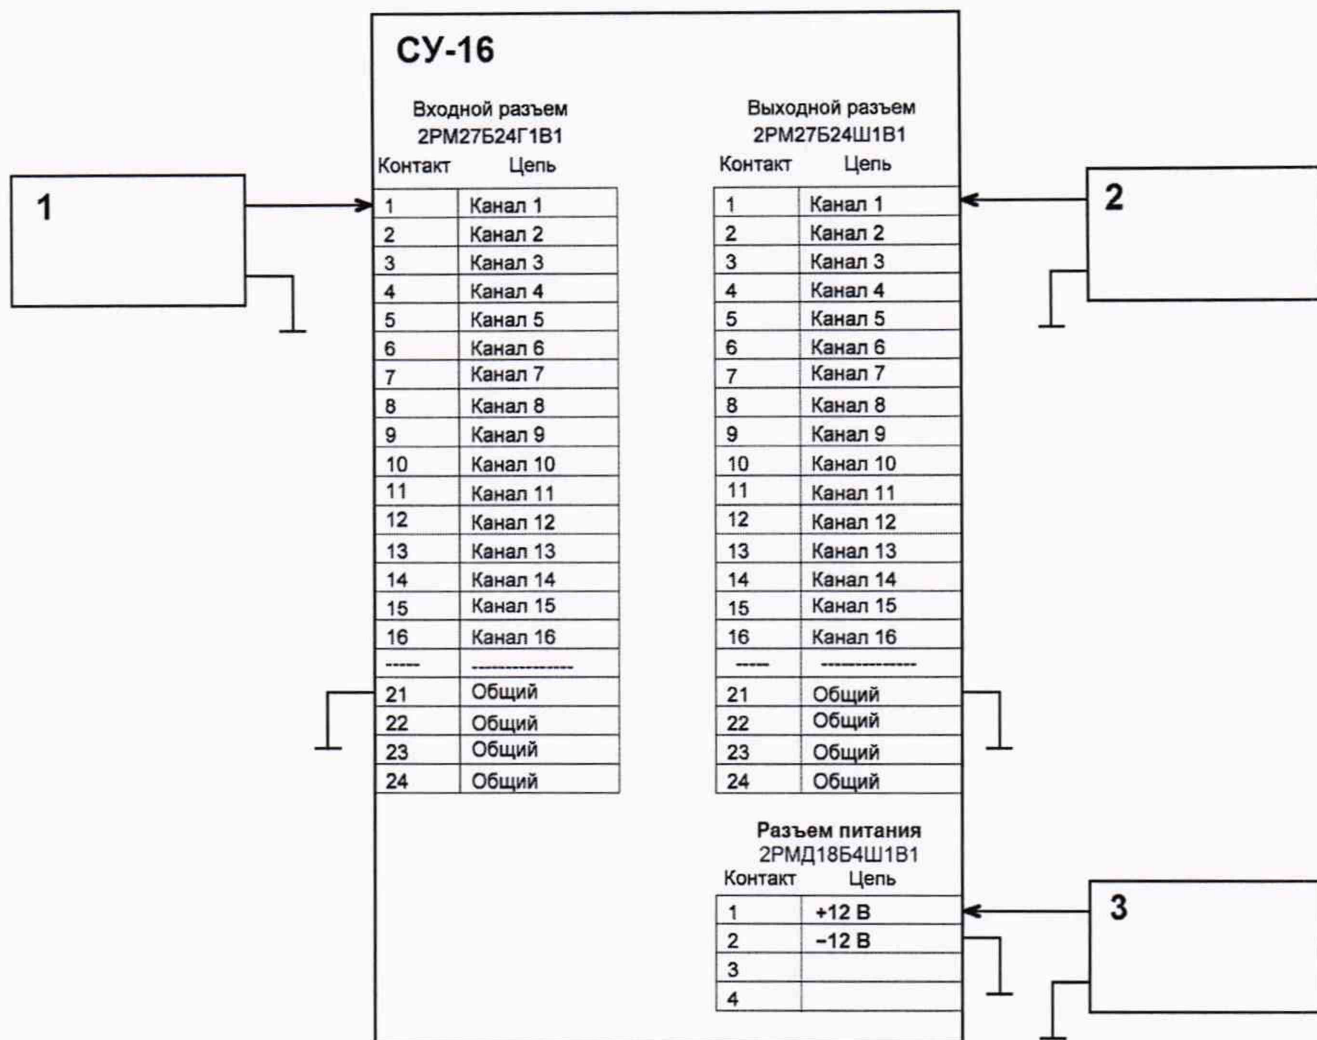 СУ-16
Входной разъем
2РМ27Б24Г1В1
Контакт Цепь
1 Канал 1
2 Канал 2
3 Канал 3
4 Канал 4
5 Канал 5
6 Канал 6
7 Канал 7
8 Канал 8
9 Канал 9
10 Канал 10
11 Канал 11
12 Канал 12
13 Канал 13
14 Канал 14
15 Канал 15
16 Канал 16
----- ---------------
21 Общий
22 Общий
23 Общий
24 Общий
Выходной разъем
2РМ27Б24Ш1В1
Контакт Цепь
1 Канал 1
2 Канал 2
3 Канал 3
4 Канал 4
5 Канал 5
6 Канал 6
7 Канал 7
8 Канал 8
9 Канал 9
10 Канал 10
11 Канал 11
12 Канал 12
13 Канал 13
14 Канал 14
15 Канал 15
16 Канал 16
----- --------------
21 Общий
22 Общий
23 Общий
24 Общий
Разъем питания
2РМД18Б4Ш1В1
Контакт Цепь
1 +12 В
2 –12 В
3
4
1
2
3